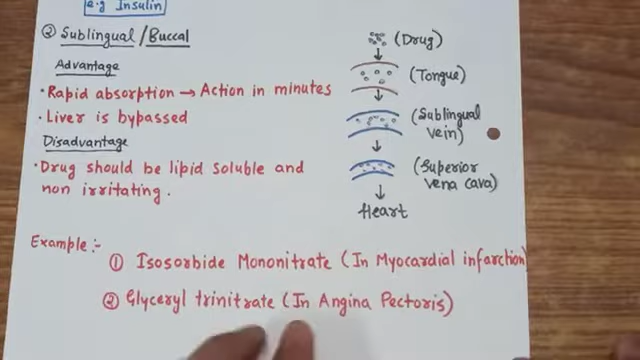 e.g Insulin
② Sublingual/Buccal
Advantage
• Rapid absorption → Action in minutes
• Liver is bypassed
Disadvantage
• Drug should be lipid soluble and
non irritating.
(Drug)
(Tongue)
(Sublingual
vein)
(Superior
vena cava)
Heart
Example:-
① Isosorbide Mononitrate (In Myocardial infarction)
② Glyceryl trinitrate (In Angina Pectoris)